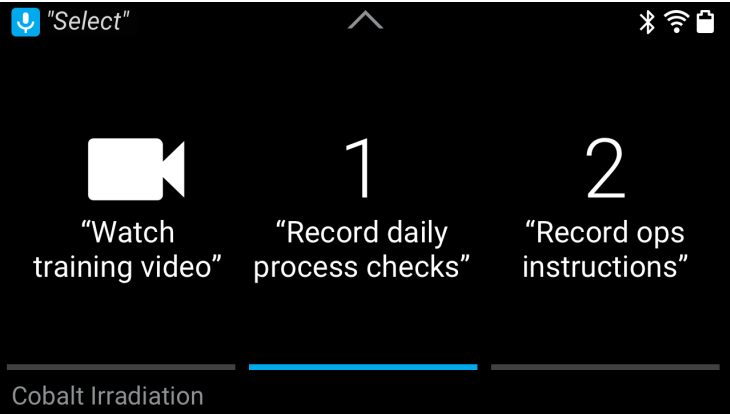 "Select"
1
2
“Watch
training video”
“Record daily
process checks”
“Record ops
instructions”
Cobalt Irradiation